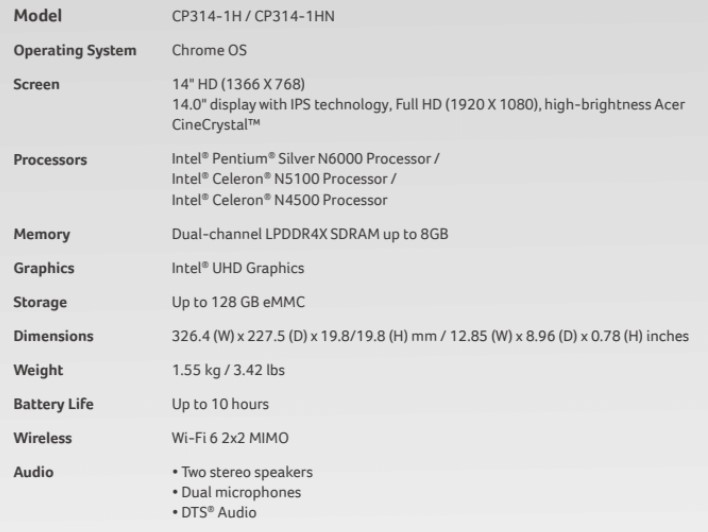 Model CP314-1H / CP314-1HN
Operating System Chrome OS
Screen 14" HD (1366 X 768)
14.0" display with IPS technology, Full HD (1920 X 1080), high-brightness Acer
CineCrystal™
Processors Intel® Pentium® Silver N6000 Processor /
Intel® Celeron® N5100 Processor /
Intel® Celeron® N4500 Processor
Memory Dual-channel LPDDR4X SDRAM up to 8GB
Graphics Intel® UHD Graphics
Storage Up to 128 GB eMMC
Dimensions 326.4 (W) x 227.5 (D) x 19.8/19.8 (H) mm / 12.85 (W) x 8.96 (D) x 0.78 (H) inches
Weight 1.55 kg / 3.42 lbs
Battery Life Up to 10 hours
Wireless Wi-Fi 6 2x2 MIMO
Audio • Two stereo speakers
• Dual microphones
• DTS® Audio